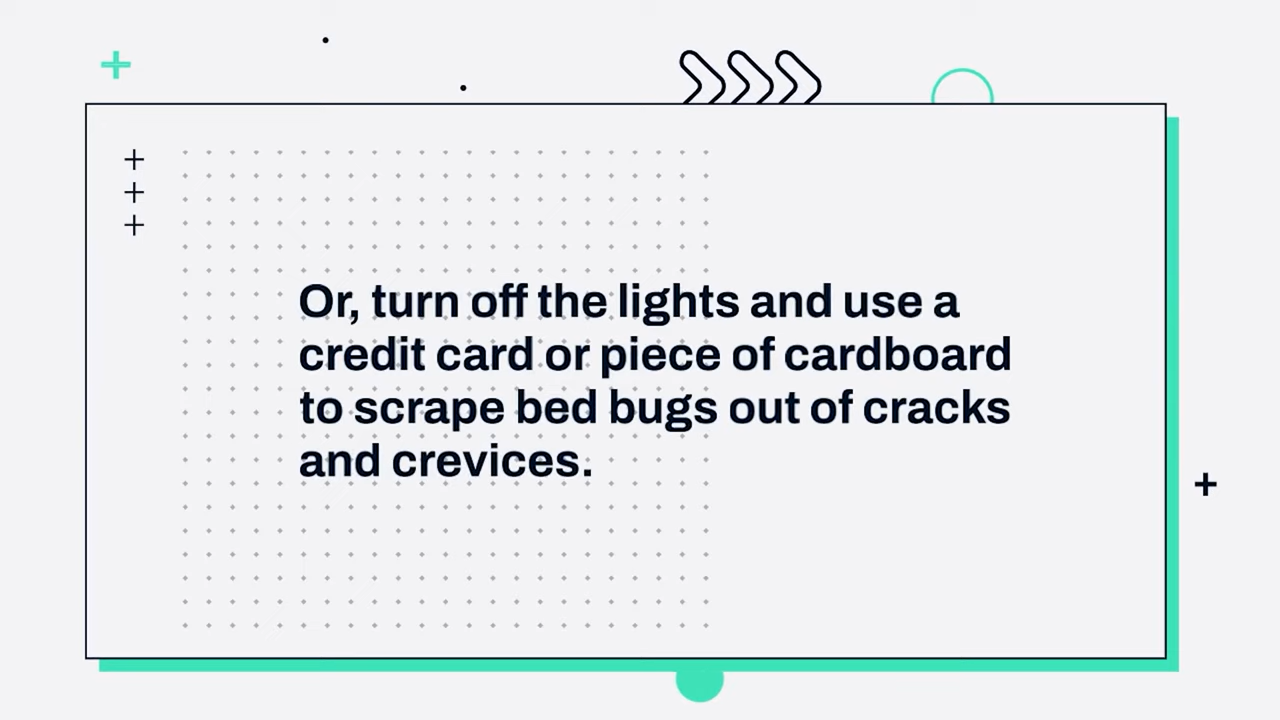 Or, turn off the lights and use a
credit card or piece of cardboard
to scrape bed bugs out of cracks
and crevices.